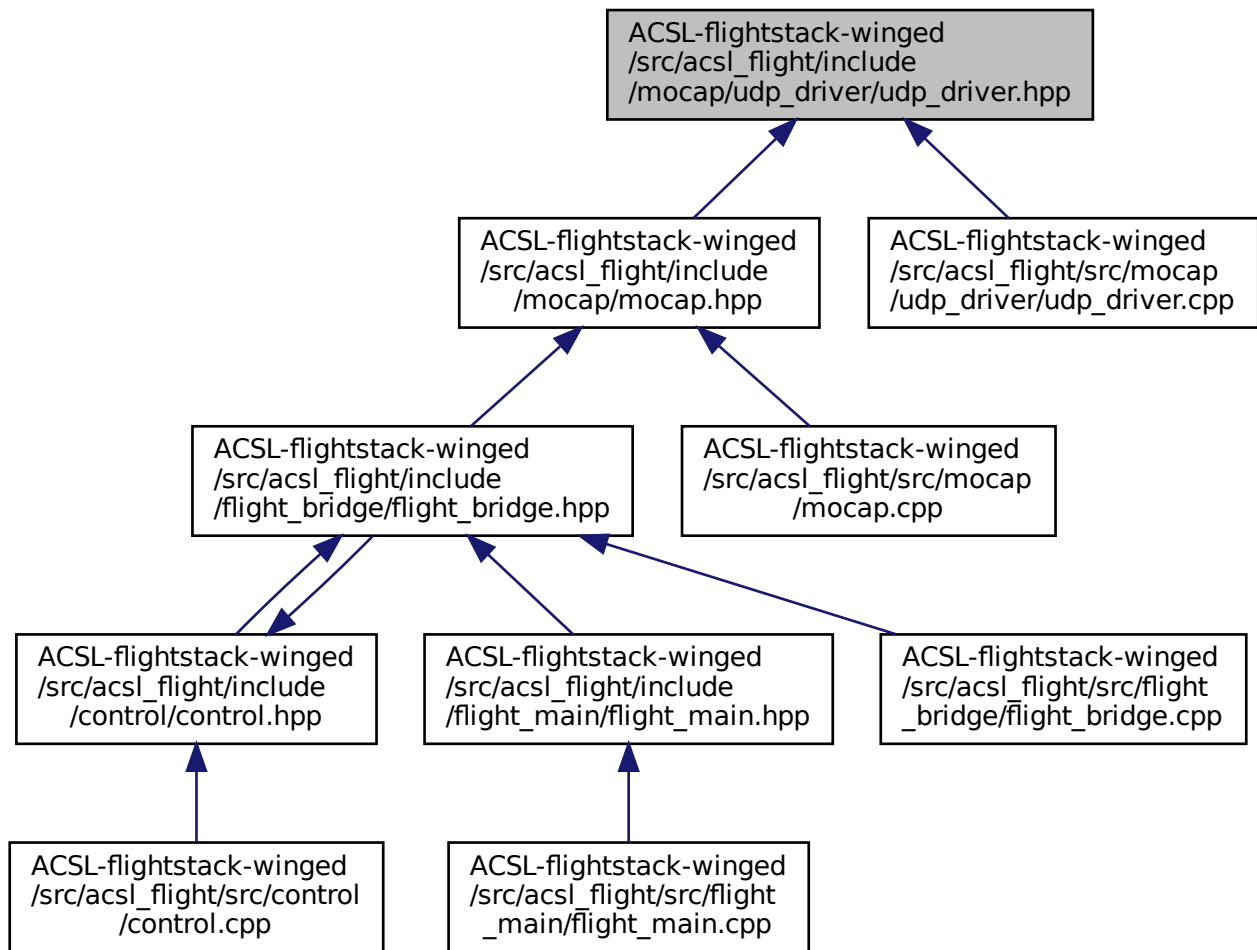 ACSL-flightstack-winged
/src/acsl_flight/include
/mocap/udp_driver/udp_driver.hpp
ACSL-flightstack-winged
/src/acsl_flight/include
/mocap/mocap.hpp
ACSL-flightstack-winged
/src/acsl_flight/src/mocap
/udp_driver/udp_driver.cpp
ACSL-flightstack-winged
/src/acsl_flight/include
/flight_bridge/flight_bridge.hpp
ACSL-flightstack-winged
/src/acsl_flight/src/mocap
/mocap.cpp
ACSL-flightstack-winged
/src/acsl_flight/include
/control/control.hpp
ACSL-flightstack-winged
/src/acsl_flight/include
/flight_main/flight_main.hpp
ACSL-flightstack-winged
/src/acsl_flight/src/flight
_bridge/flight_bridge.cpp
ACSL-flightstack-winged
/src/acsl_flight/src/control
/control.cpp
ACSL-flightstack-winged
/src/acsl_flight/src/flight
_main/flight_main.cpp